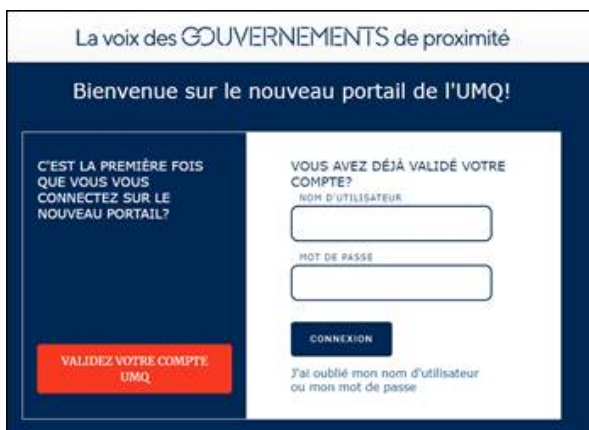 La voix des GOUVERNEMENTS de proximité
Bienvenue sur le nouveau portail de l'UMQ!
C'EST LA PREMIÈRE FOIS
QUE VOUS VOUS
CONNECTEZ SUR LE
NOUVEAU PORTAIL?
VALIDEZ VOTRE COMPTE
UMQ
VOUS AVEZ DÉJÀ VALIDÉ VOTRE
COMPTE?
NOM D'UTILISATEUR
MOT DE PASSE
CONNEXION
J'ai oublié mon nom d'utilisateur
ou mon mot de passe